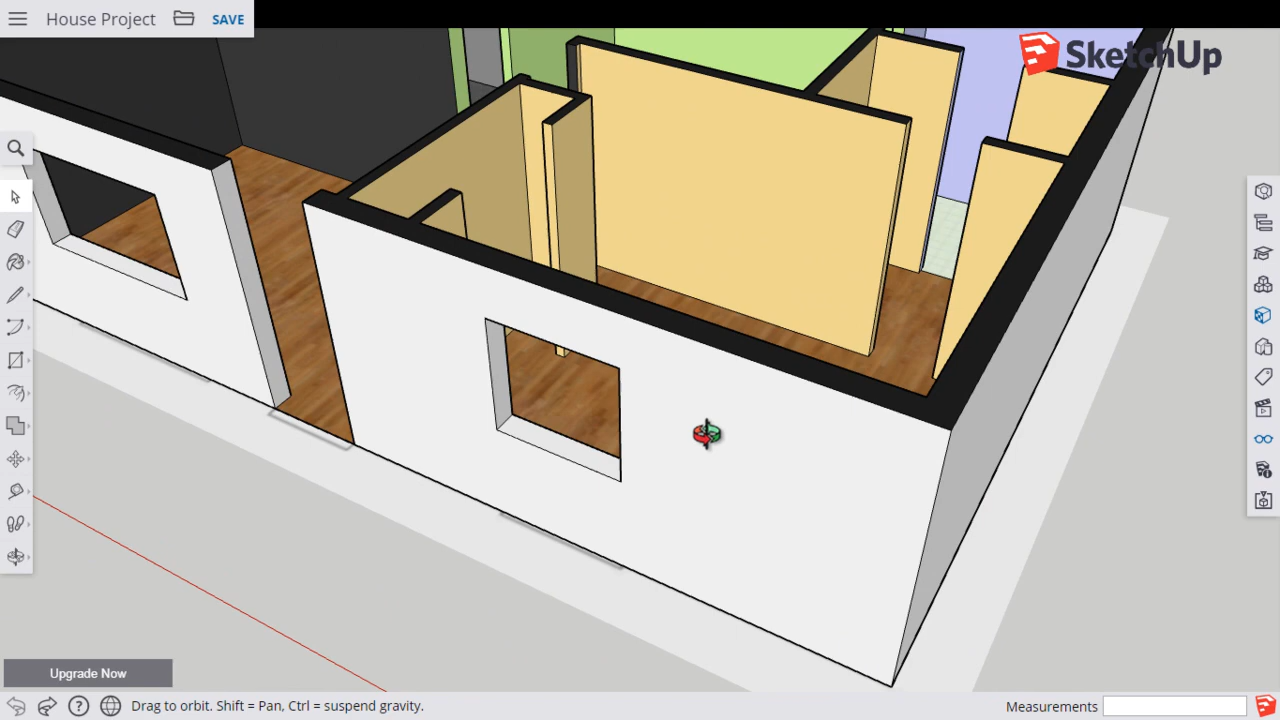 House Project
SAVE
SketchUp
Upgrade Now
Drag to orbit. Shift = Pan, Ctrl = suspend gravity.
Measurements